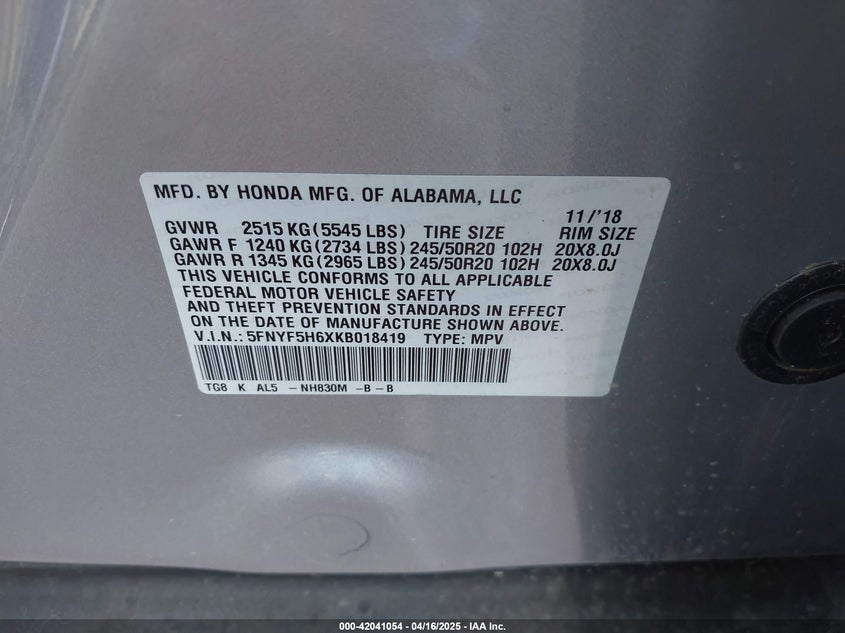 MFD. BY HONDA MFG. OF ALABAMA, LLC
11/'18
GVWR 2515 KG(5545 LBS) TIRE SIZE RIM SIZE
GAWR F 1240 KG(2734 LBS)245/50R20 102H 20X8.0J
GAWR R 1345 KG(2965 LBS)245/50R20 102H 20X8.0J
THIS VEHICLE CONFORMS TO ALL APPLICABLE
FEDERAL MOTOR VEHICLE SAFETY
AND THEFT PREVENTION STANDARDS IN EFFECT
ON THE DATE OF MANUFACTURE SHOWN ABOVE.
V.I.N.: 5FNYF5H6XKB018419 TYPE: MPV
TG8 K AL5 -NH830M -B-B
000-42041054 - 04/16/2025 - IAA Inc.